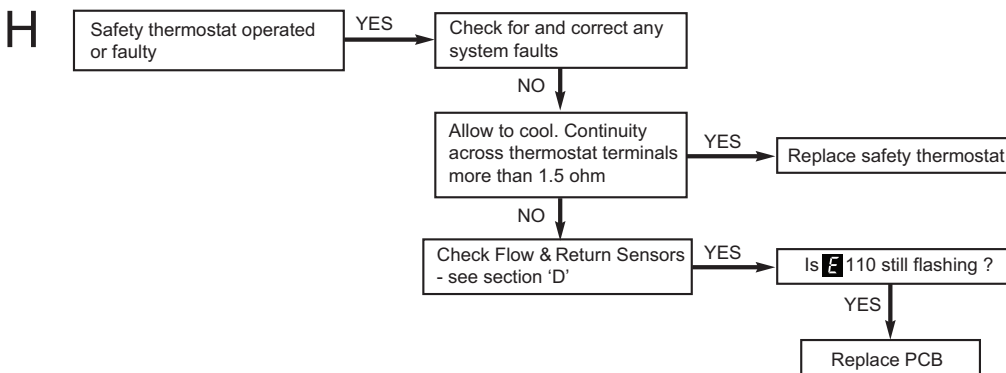 H
Safety thermostat operated
or faulty
YES
Check for and correct any
system faults
NO
Allow to cool. Continuity
across thermostat terminals
more than 1.5 ohm
YES
Replace safety thermostat
NO
Check Flow & Return Sensors
- see section ‘D’
YES
Is E 110 still flashing ?
YES
Replace PCB